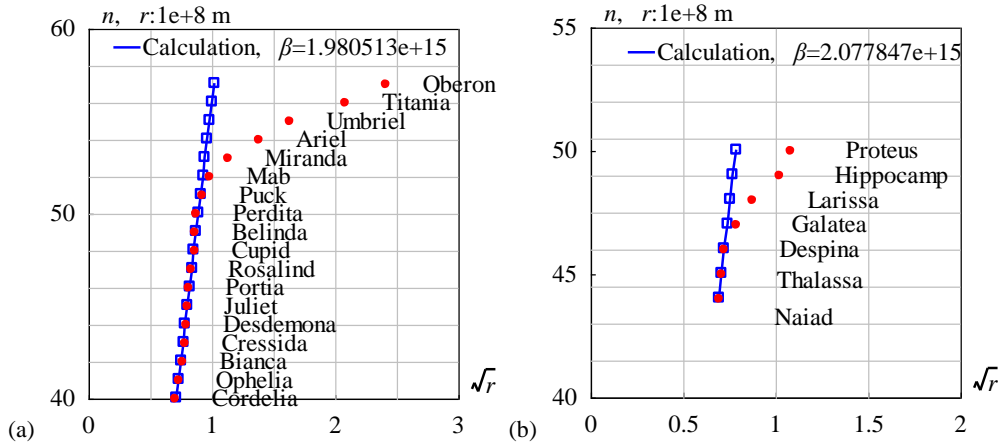 n, r:1e+8 m
60
Calculation, β=1.980513e+15
Oberon
Titania
Umbriel
Ariel
Miranda
Mab
Puck
50
Perdita
Belinda
Cupid
Rosalind
Portia
Juliet
Desdemona
Cressida
Bianca
Ophelia
√r
40
Cordelia
(a)
0
1
2
3
n, r:1e+8 m
55
Calculation, β=2.077847e+15
50
Proteus
Hippocamp
Larissa
Galatea
Despina
45
Thalassa
Naiad
√r
40
(b)
0
0.5
1
1.5
2